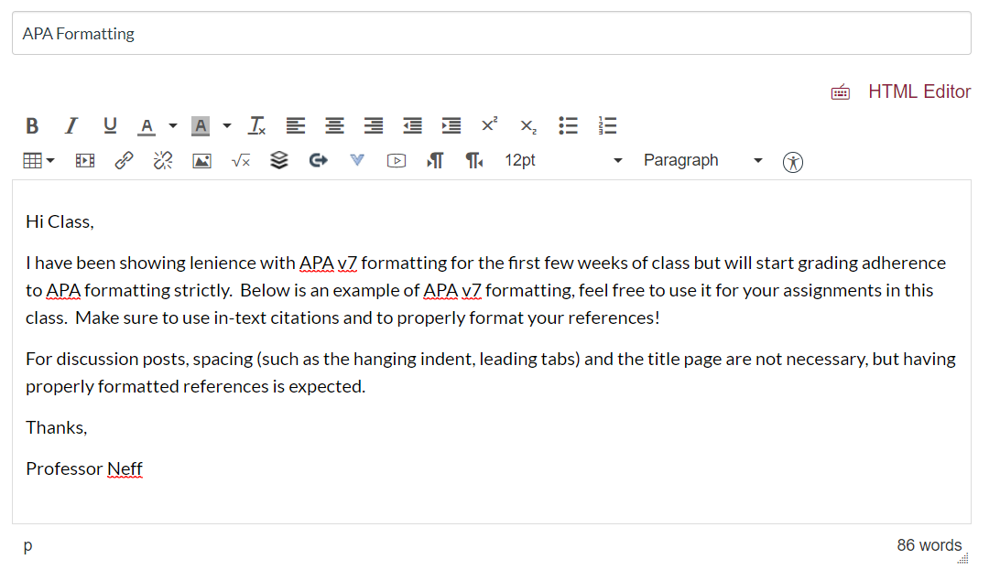 APA Formatting
HTML Editor
12pt Paragraph
Hi Class,
I have been showing lenience with APA v7 formatting for the first few weeks of class but will start grading adherence
to APA formatting strictly.  Below is an example of APA v7 formatting, feel free to use it for your assignments in this
class.  Make sure to use in-text citations and to properly format your references!
For discussion posts, spacing (such as the hanging indent, leading tabs) and the title page are not necessary, but having
properly formatted references is expected.
Thanks,
Professor Neff
p 86 words